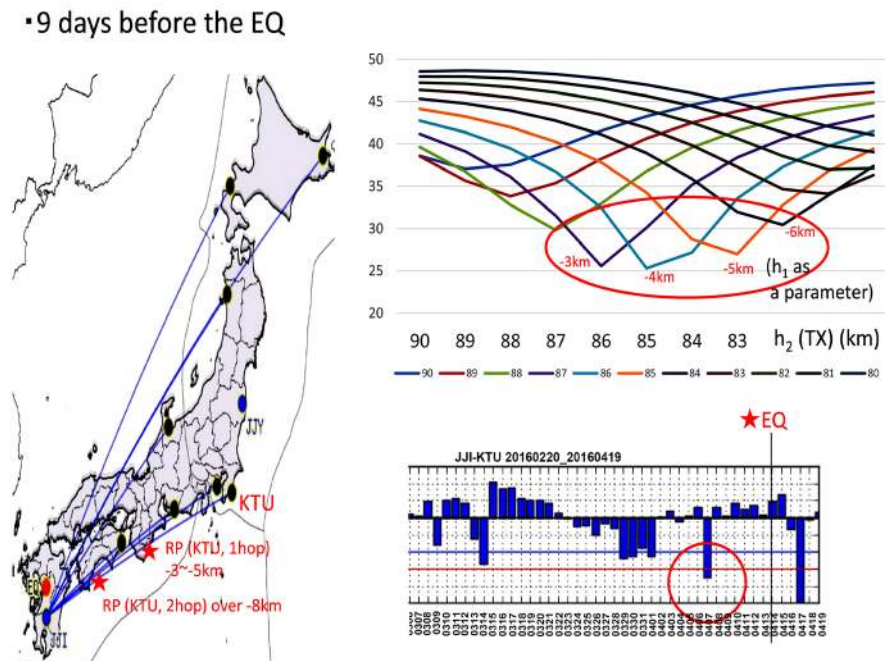 ・9 days before the EQ
50
45
40
35
30
25
20
-3km
-4km
-5km
-6km
(h1 as
a parameter)
90 89 88 87 86 85 84 83 h2 (TX) (km)
90 89 88 87 86 85 84 83 82 81 80
JJY
KTU
RP (KTU, 1hop)
-3~-5km
EQ
RP (KTU, 2hop) over -8km
JJI
★EQ
JJI-KTU 20160220_20160419
0307 0308 0309 0310 0311 0312 0313 0314 0315 0316 0317 0318 0319 0320 0321 0322 0323 0324 0325 0326 0327 0328 0329 0330 0331 0401 0402 0403 0404 0405 0406 0407 0408 0409 0410 0411 0412 0413 0414 0415 0416 0417 0418 0419